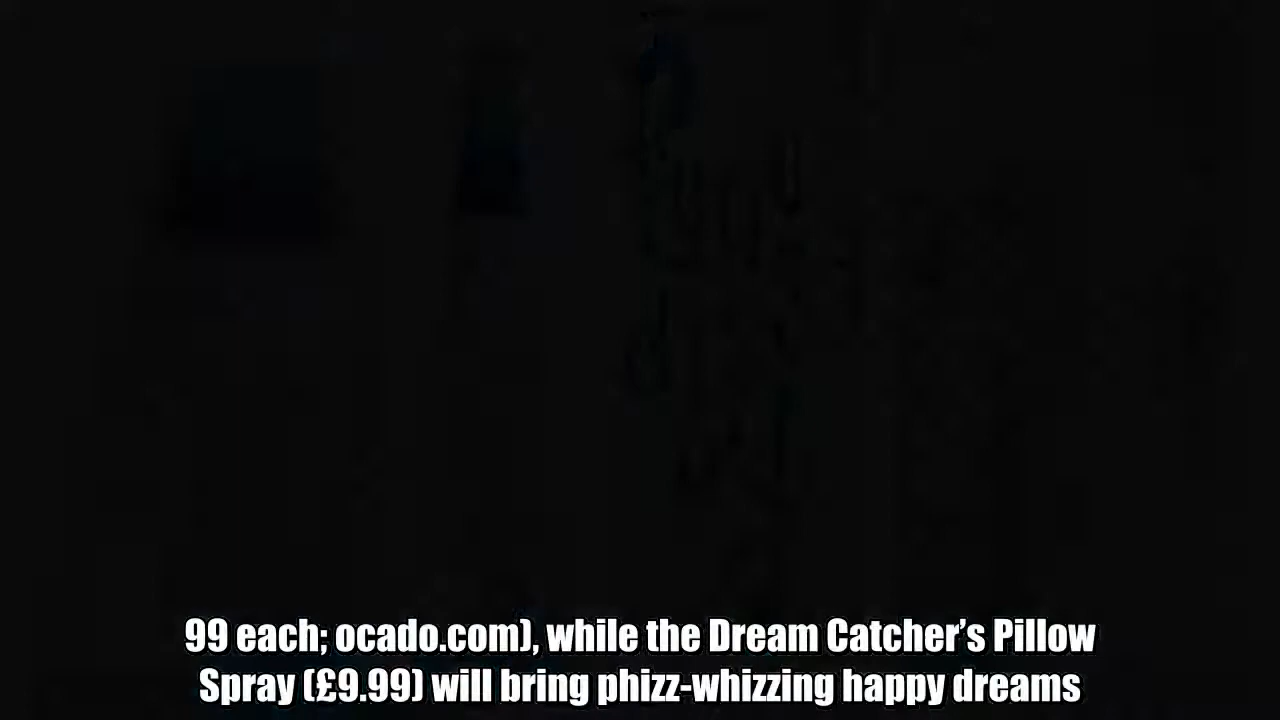 99 each; ocado.com), while the Dream Catcher’s Pillow
Spray (£9.99) will bring phizz-whizzing happy dreams